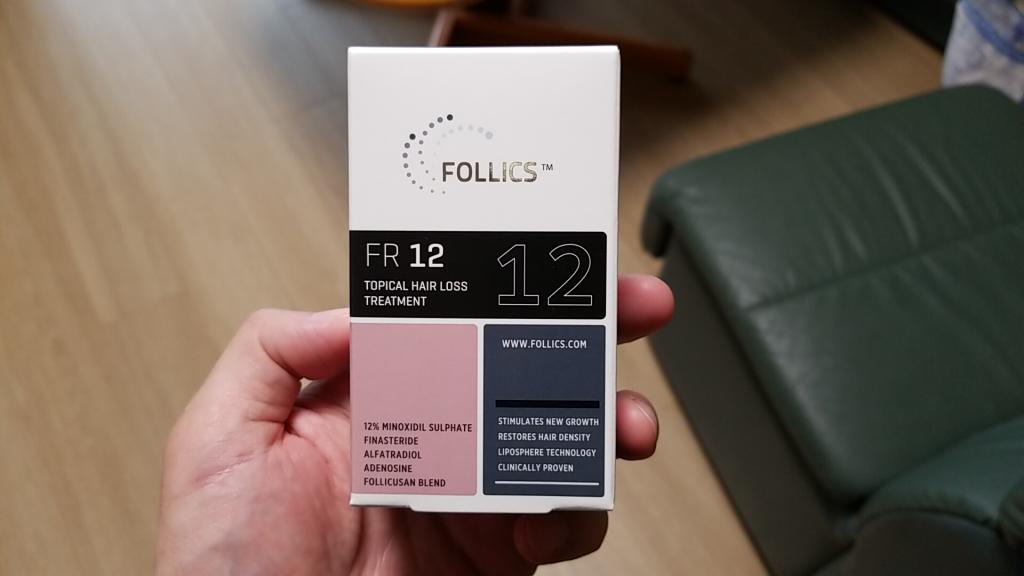 FOLLICS™
FR 12
TOPICAL HAIR LOSS
TREATMENT
12
12% MINOXIDIL SULPHATE
FINASTERIDE
ALFATRADIOL
ADENOSINE
FOLLICUSAN BLEND
WWW.FOLLICS.COM
STIMULATES NEW GROWTH
RESTORES HAIR DENSITY
LIPOSPHERE TECHNOLOGY
CLINICALLY PROVEN